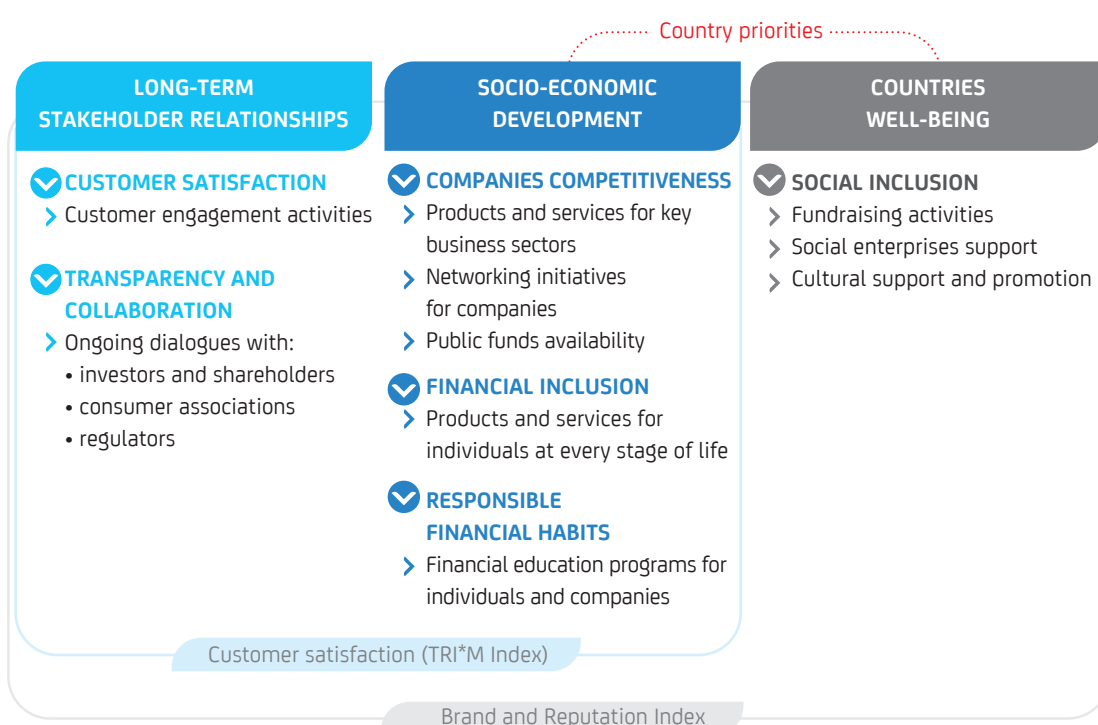 Country priorities
LONG-TERM
STAKEHOLDER RELATIONSHIPS
CUSTOMER SATISFACTION
Customer engagement activities
TRANSPARENCY AND
COLLABORATION
Ongoing dialogues with:
• investors and shareholders
• consumer associations
• regulators
SOCIO-ECONOMIC
DEVELOPMENT
COMPANIES COMPETITIVENESS
Products and services for key
business sectors
Networking initiatives
for companies
Public funds availability
FINANCIAL INCLUSION
Products and services for
individuals at every stage of life
RESPONSIBLE
FINANCIAL HABITS
Financial education programs for
individuals and companies
COUNTRIES
WELL-BEING
SOCIAL INCLUSION
Fundraising activities
Social enterprises support
Cultural support and promotion
Customer satisfaction (TRI*M Index)
Brand and Reputation Index